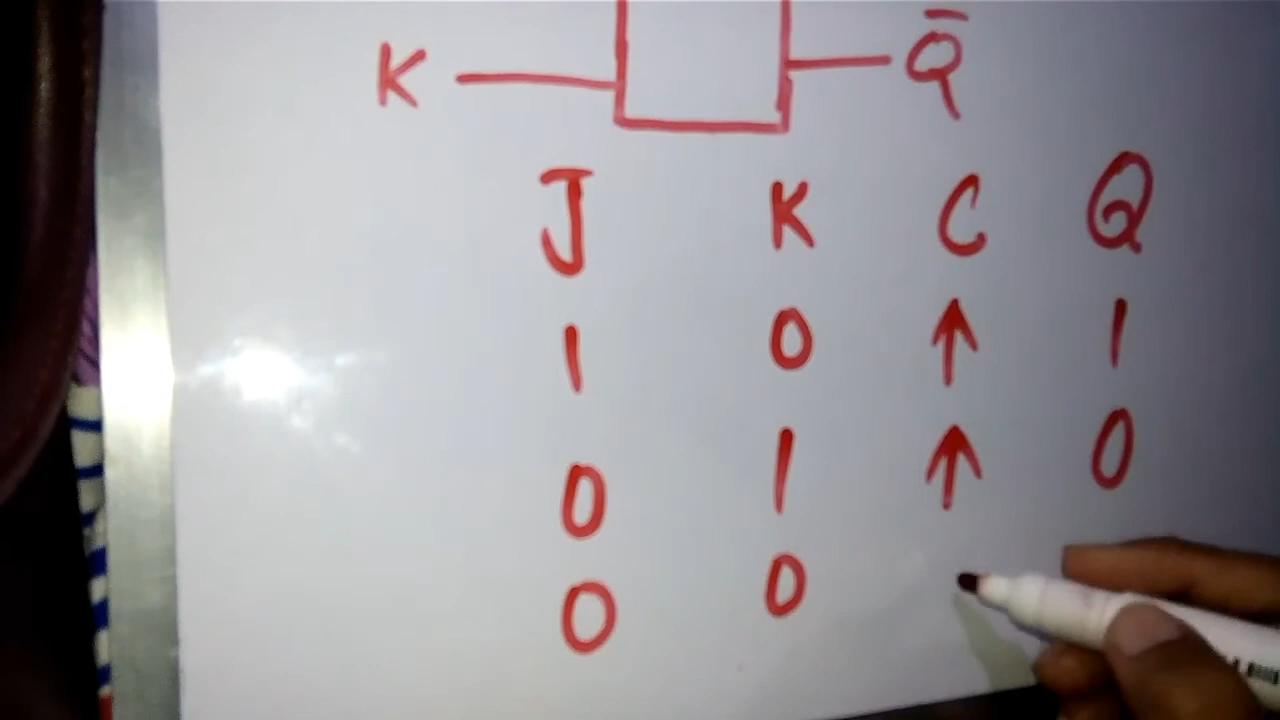 K Q̄
J K C Q
1 0 ↑ 1
0 1 ↑ 0
0 0